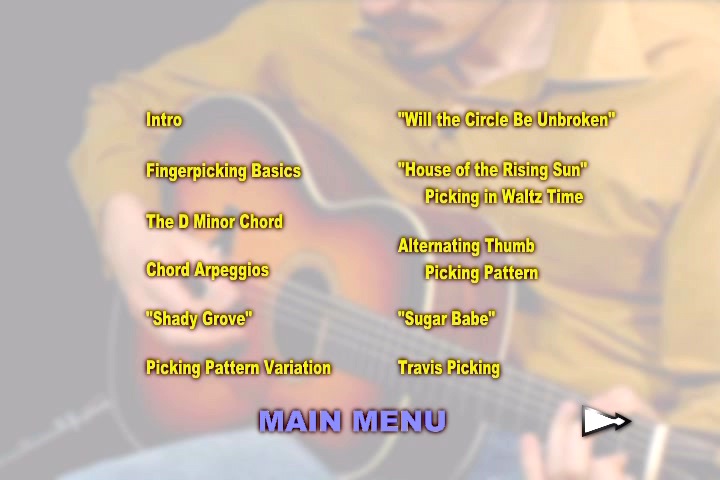 Intro
Fingerpicking Basics
The D Minor Chord
Chord Arpeggios
"Shady Grove"
Picking Pattern Variation
"Will the Circle Be Unbroken"
"House of the Rising Sun"
Picking in Waltz Time
Alternating Thumb
Picking Pattern
"Sugar Babe"
Travis Picking
MAIN MENU